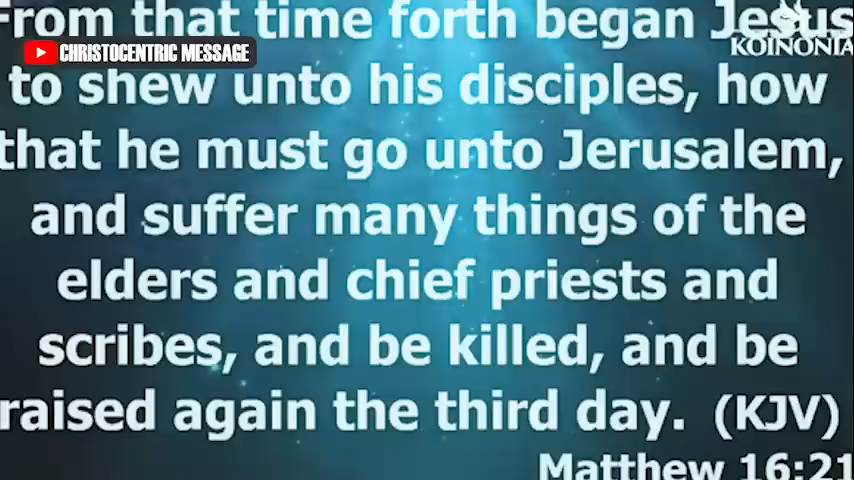 From that time forth began Jesus
KOINONIA
CHRISTOCENTRIC MESSAGE
to shew unto his disciples, how
that he must go unto Jerusalem,
and suffer many things of the
elders and chief priests and
scribes, and be killed, and be
raised again the third day. (KJV)
Matthew 16:21